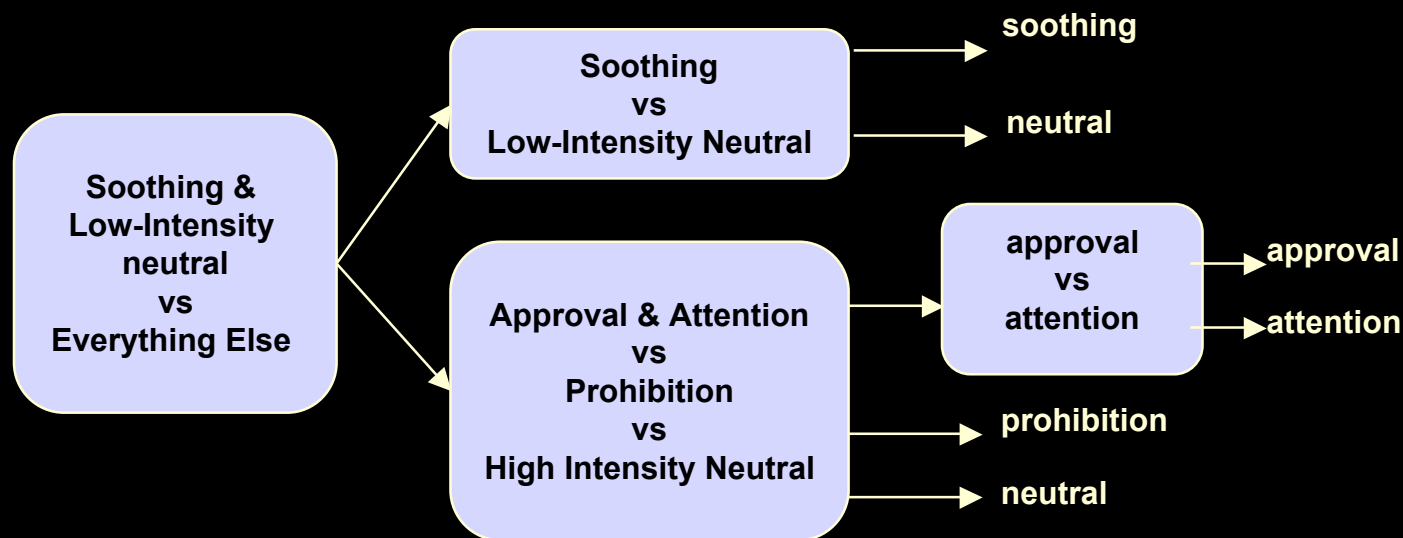 Soothing &
Low-Intensity
neutral
vs
Everything Else
Soothing
vs
Low-Intensity Neutral
soothing
neutral
Approval & Attention
vs
Prohibition
vs
High Intensity Neutral
approval
vs
attention
approval
attention
prohibition
neutral